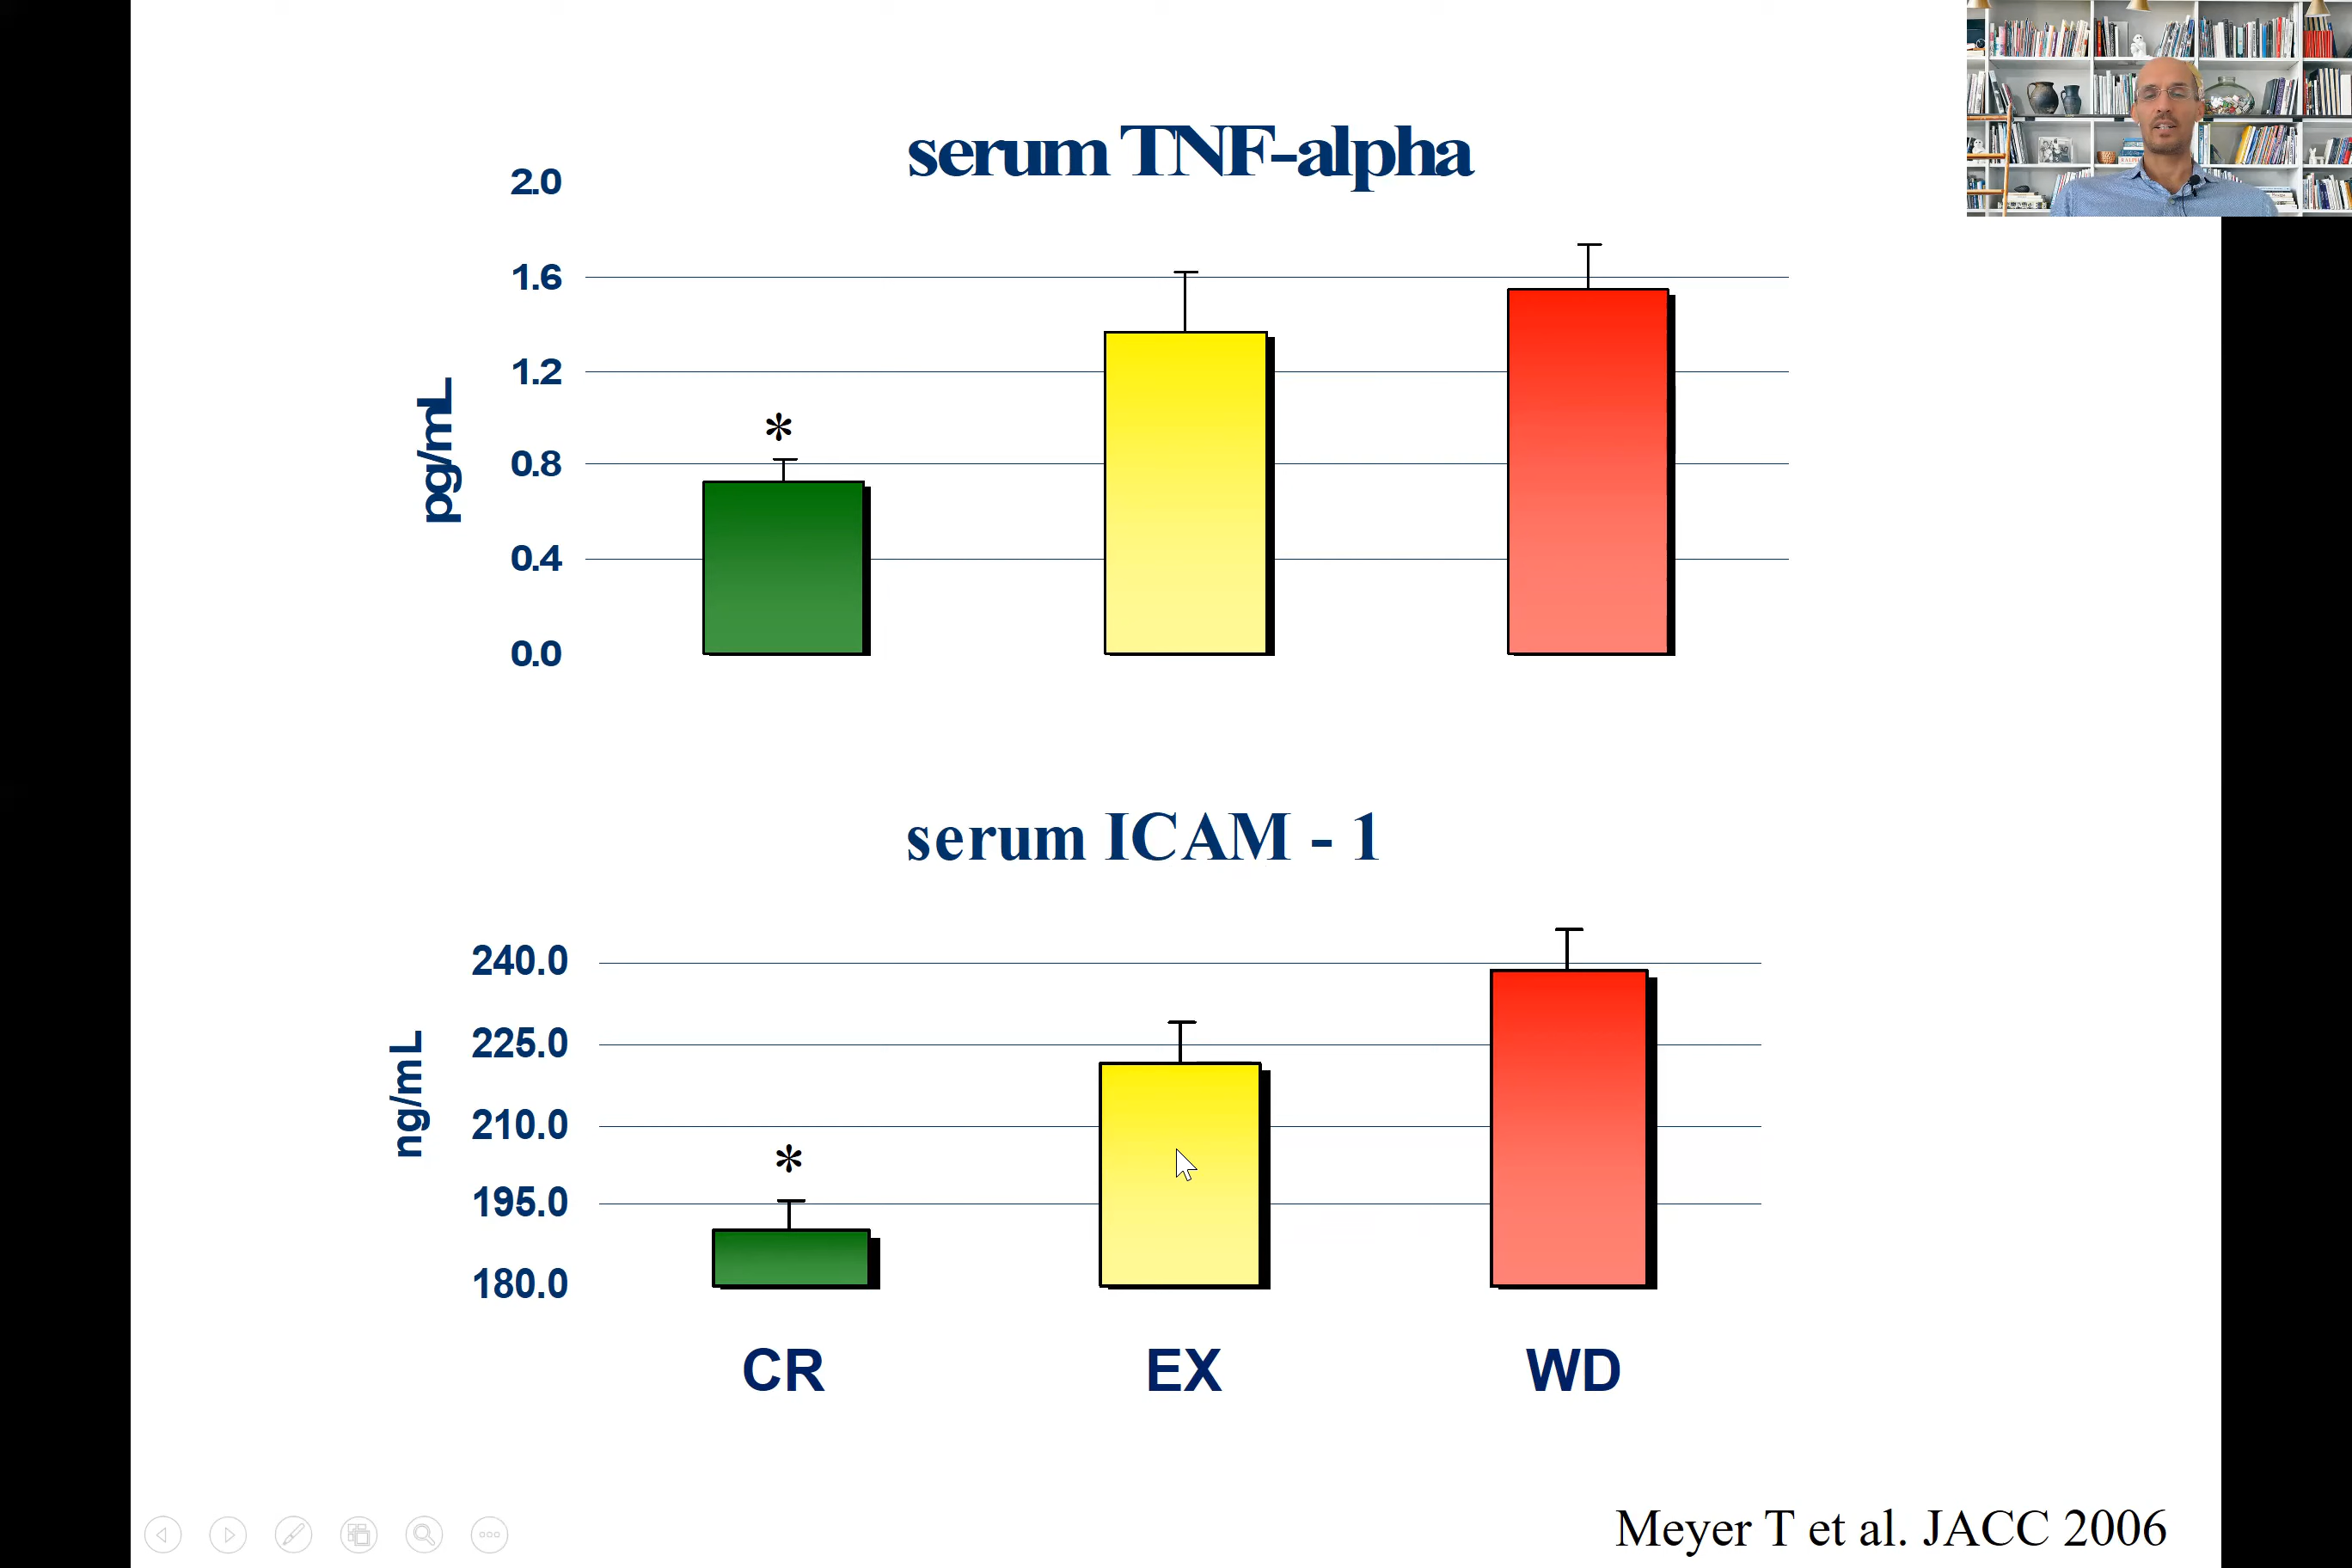 serum TNF-alpha
2.0
1.6
1.2
0.8
0.4
0.0
pg/mL
*
serum ICAM - 1
240.0
225.0
210.0
195.0
180.0
ng/mL
*
CR EX WD
Meyer T et al. JACC 2006